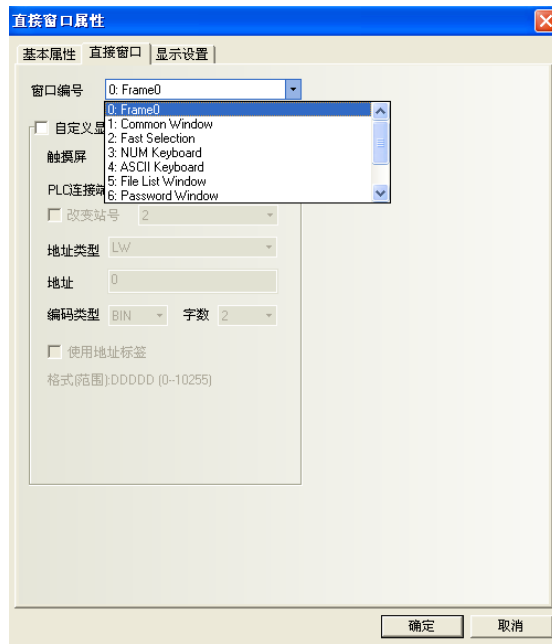 直接窗口属性
基本属性 直接窗口 显示设置
窗口编号 0: Frame0
0: Frame0
1: Common Window
自定义显
2: Fast Selection
触摸屏
3: NUM Keyboard
4: ASCII Keyboard
PLC连接端
5: File List Window
6: Password Window
改变站号 2
地址类型 LW
地址 0
编码类型 BIN 字数 2
使用地址标签
格式(范围):DDDDD (0--10255)
确定 取消